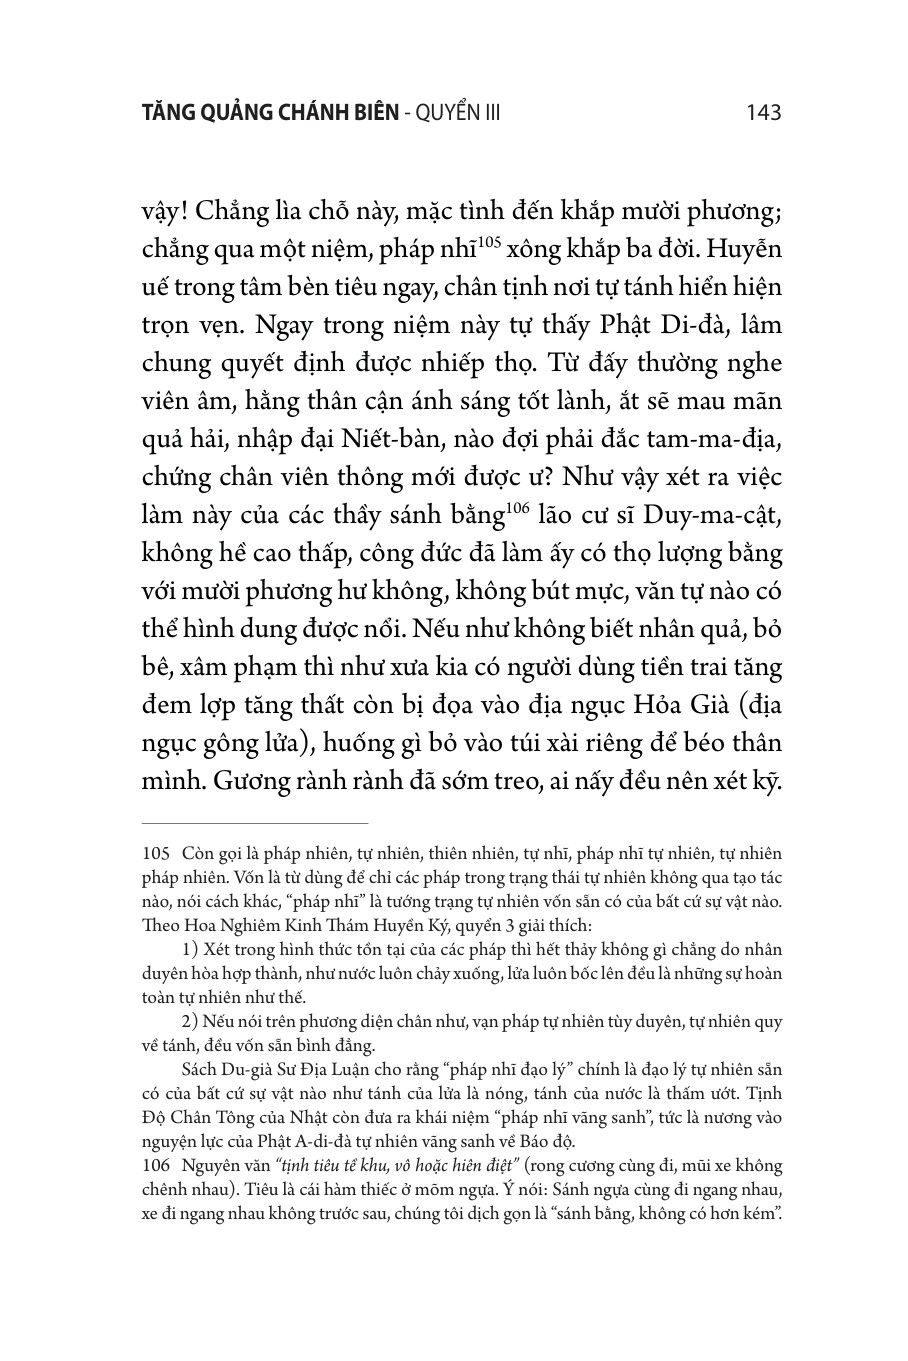 TĂNG QUẢNG CHÁNH BIÊN - QUYỂN III 143
vậy! Chẳng lìa chỗ này, mặc tình đến khắp mười phương;
chẳng qua một niệm, pháp nhĩ105 xông khắp ba đời. Huyễn
uế trong tâm bèn tiêu ngay, chân tịnh nơi tự tánh hiển hiện
trọn vẹn. Ngay trong niệm này tự thấy Phật Di-đà, lâm
chung quyết định được nhiếp thọ. Từ đấy thường nghe
viên âm, hằng thân cận ánh sáng tốt lành, ắt sẽ mau mãn
quả hải, nhập đại Niết-bàn, nào đợi phải đắc tam-ma-địa,
chứng chân viên thông mới được ư? Như vậy xét ra việc
làm này của các thầy sánh bằng106 lão cư sĩ Duy-ma-cật,
không hề cao thấp, công đức đã làm ấy có thọ lượng bằng
với mười phương hư không, không bút mực, văn tự nào có
thể hình dung được nổi. Nếu như không biết nhân quả, bỏ
bê, xâm phạm thì như xưa kia có người dùng tiền trai tăng
đem lợp tăng thất còn bị đọa vào địa ngục Hỏa Già (địa
ngục gông lửa), huống gì bỏ vào túi xài riêng để béo thân
mình. Gương rành rành đã sớm treo, ai nấy đều nên xét kỹ.
105 Còn gọi là pháp nhiên, tự nhiên, thiên nhiên, tự nhĩ, pháp nhĩ tự nhiên, tự nhiên
pháp nhiên. Vốn là từ dùng để chỉ các pháp trong trạng thái tự nhiên không qua tạo tác
nào, nói cách khác, “pháp nhĩ” là tướng trạng tự nhiên vốn sẵn có của bất cứ sự vật nào.
Theo Hoa Nghiêm Kinh Thám Huyền Ký, quyển 3 giải thích:
1) Xét trong hình thức tồn tại của các pháp thì hết thảy không gì chẳng do nhân
duyên hòa hợp thành, như nước luôn chảy xuống, lửa luôn bốc lên đều là những sự hoàn
toàn tự nhiên như thế.
2) Nếu nói trên phương diện chân như, vạn pháp tự nhiên tùy duyên, tự nhiên quy
về tánh, đều vốn sẵn bình đẳng.
Sách Du-già Sư Địa Luận cho rằng “pháp nhĩ đạo lý” chính là đạo lý tự nhiên sẵn
có của bất cứ sự vật nào như tánh của lửa là nóng, tánh của nước là thấm ướt. Tịnh
Độ Chân Tông của Nhật còn đưa ra khái niệm “pháp nhĩ vãng sanh”, tức là nương vào
nguyện lực của Phật A-di-đà tự nhiên vãng sanh về Báo độ.
106 Nguyên văn “tịnh tiêu tề khu, vô hoặc hiên điệt” (rong cương cùng đi, mũi xe không
chênh nhau). Tiêu là cái hàm thiếc ở mõm ngựa. Ý nói: Sánh ngựa cùng đi ngang nhau,
xe đi ngang nhau không trước sau, chúng tôi dịch gọn là “sánh bằng, không có hơn kém”.